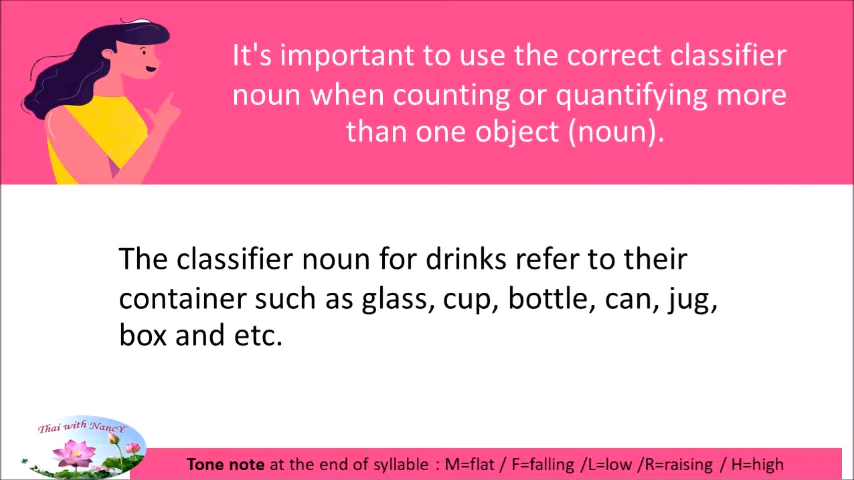 It's important to use the correct classifier
noun when counting or quantifying more
than one object (noun).
The classifier noun for drinks refer to their
container such as glass, cup, bottle, can, jug,
box and etc.
Thai with NancY
Tone note at the end of syllable : M=flat / F=falling /L=low /R=raising / H=high